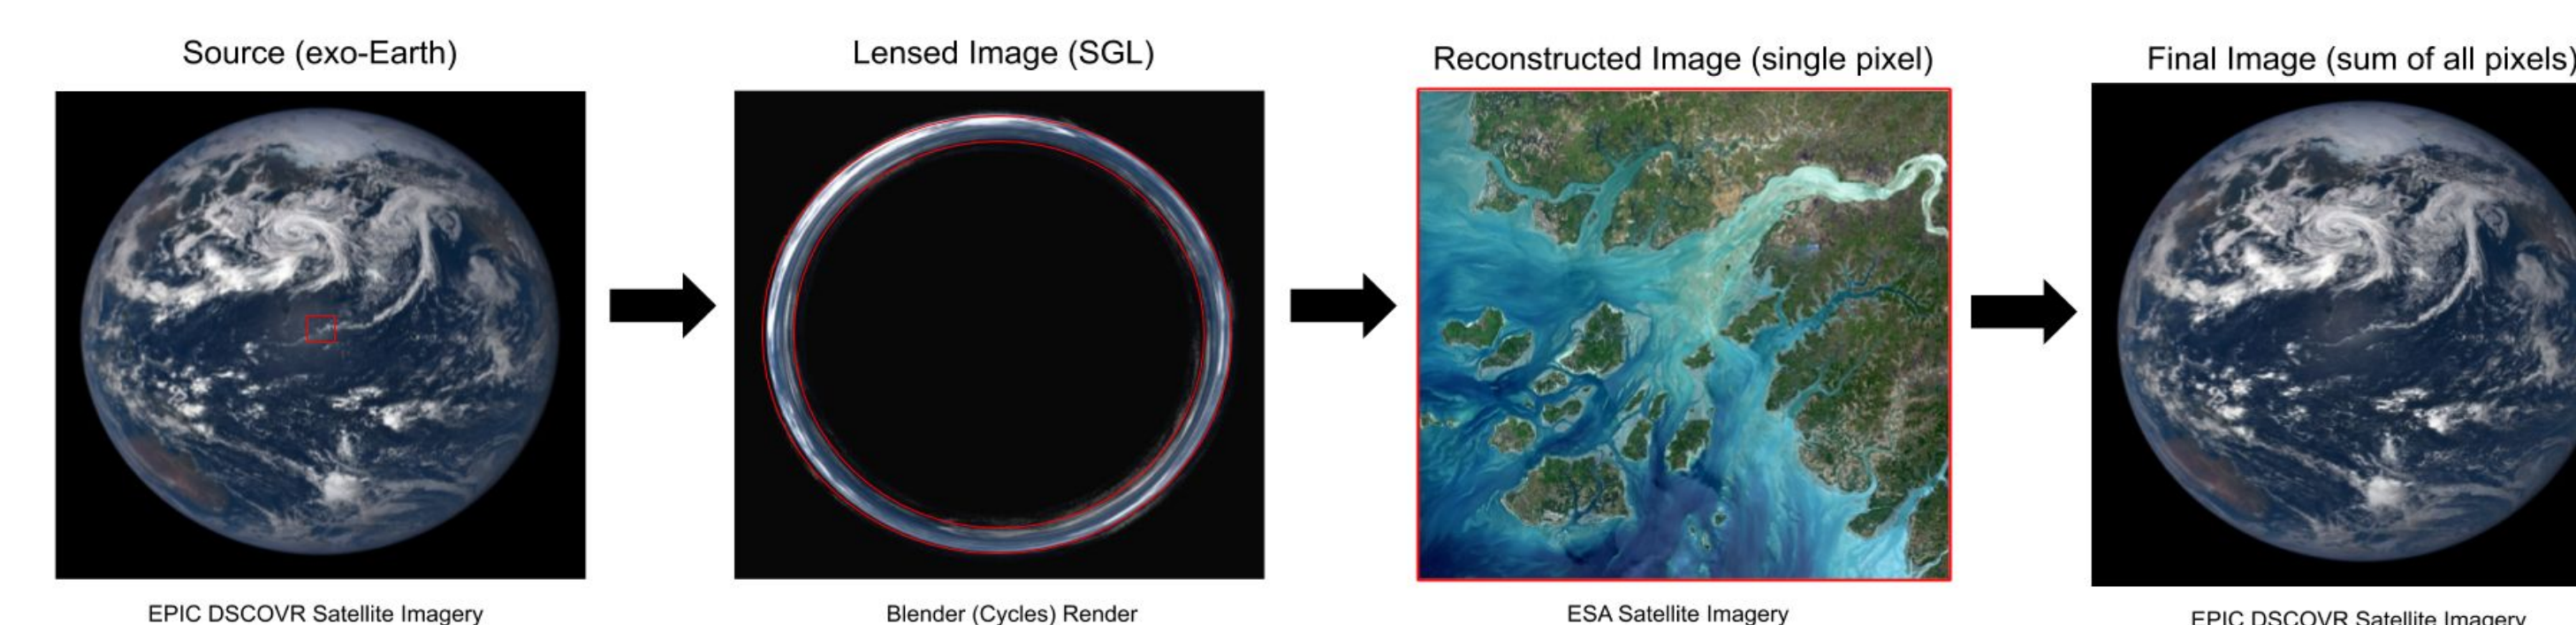 Source (exo-Earth)
Lensed Image (SGL)
Reconstructed Image (single pixel)
Final Image (sum of all pixels)
EPIC DSCOVR Satellite Imagery
Blender (Cycles) Render
ESA Satellite Imagery
EPIC DSCOVR Satellite Imagery